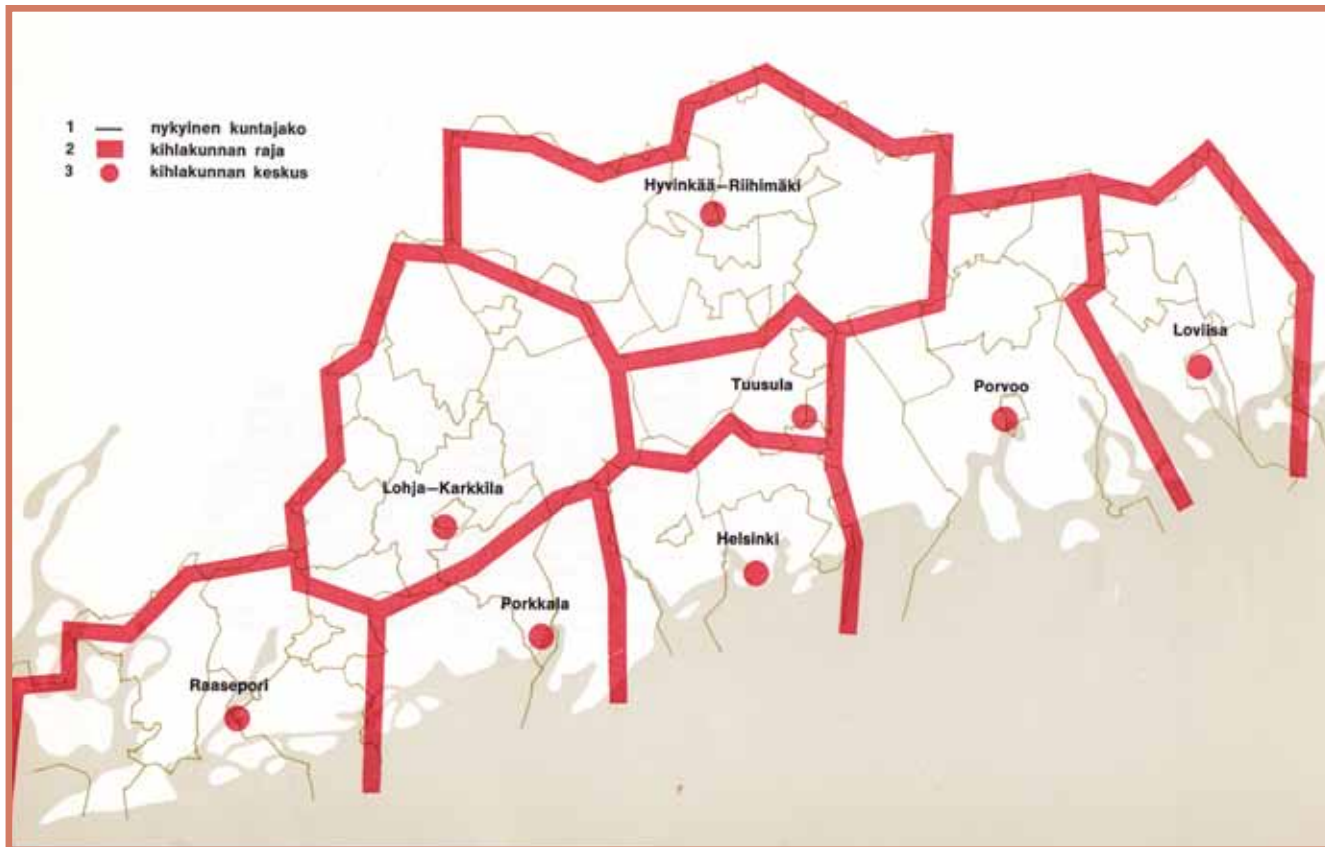 1 nykyinen kuntajako
2 kihlakunnan raja
3 kihlakunnan keskus
Hyvinkää—Riihimäki
Loviisa
Tuusula
Porvoo
Lohja—Karkkila
Helsinki
Porkkala
Raasepori